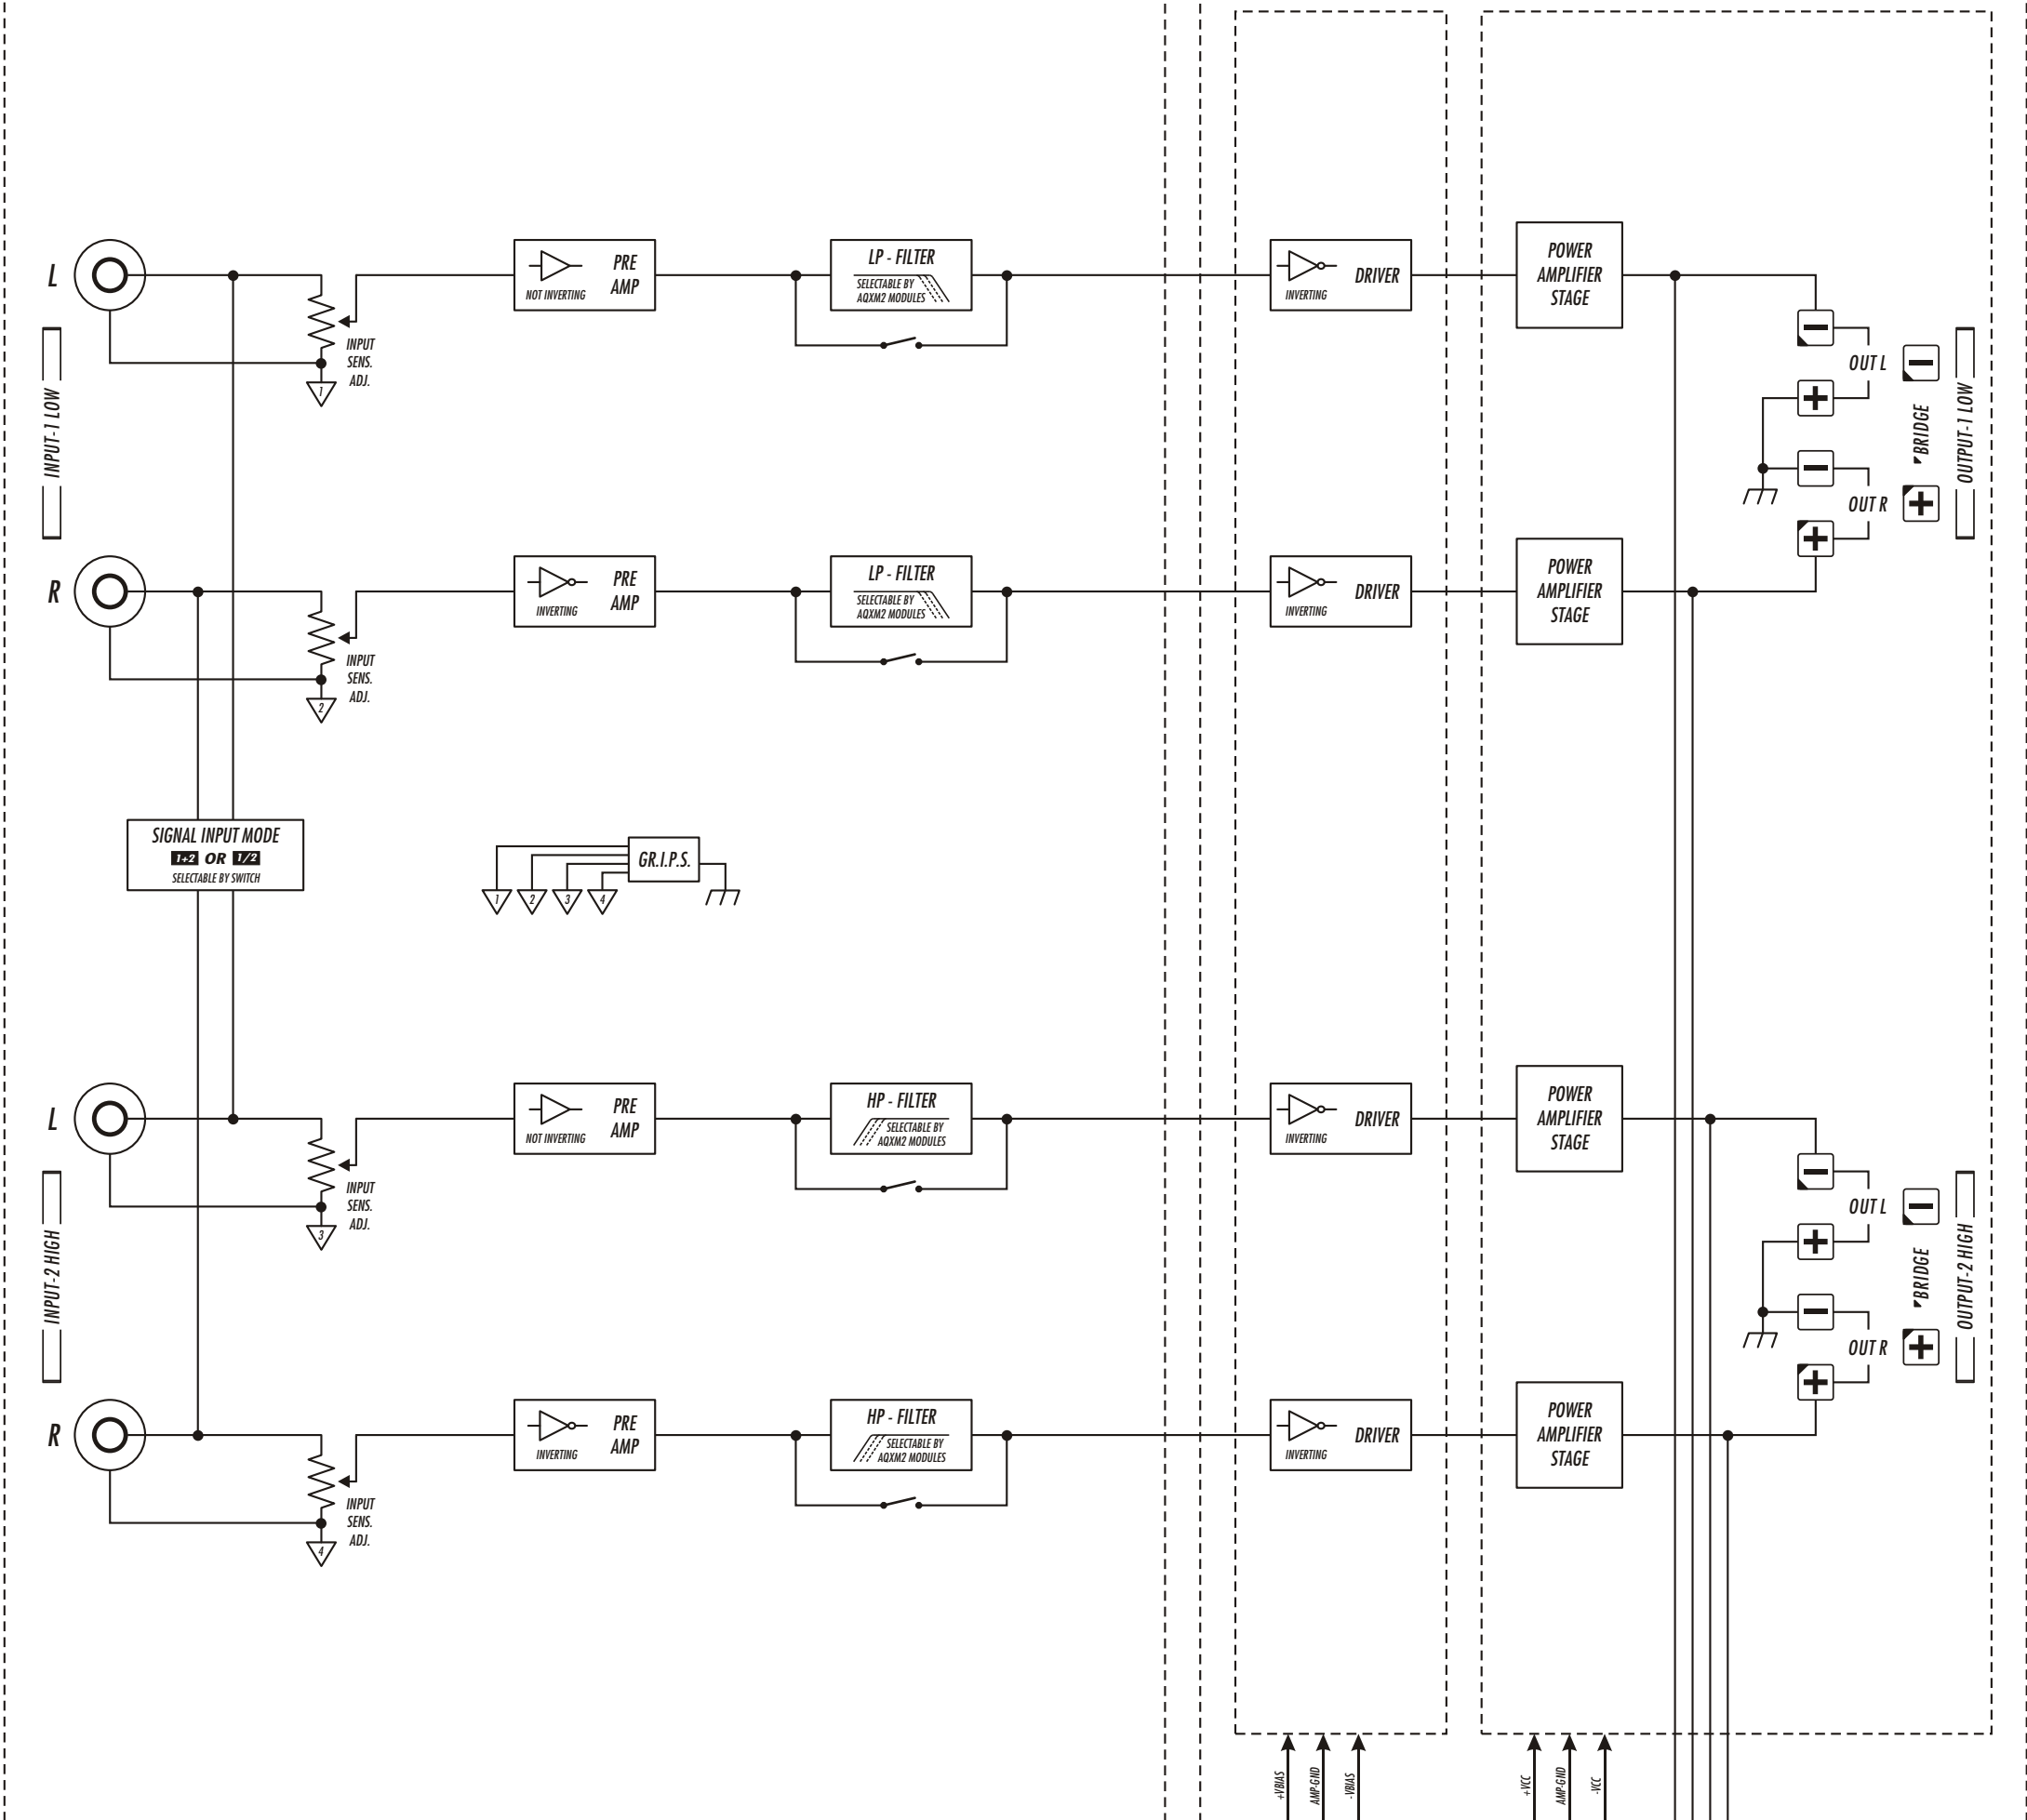 L
INPUT-1 LOW
INPUT
SENS.
ADJ.
1
NOT INVERTING
PRE
AMP
LP - FILTER
SELECTABLE BY
AQXM2 MODULES
INVERTING
DRIVER
POWER
AMPLIFIER
STAGE
OUT L
BRIDGE
OUTPUT-1 LOW
OUT R
R
INPUT
SENS.
ADJ.
2
INVERTING
PRE
AMP
LP - FILTER
SELECTABLE BY
AQXM2 MODULES
INVERTING
DRIVER
POWER
AMPLIFIER
STAGE
SIGNAL INPUT MODE
1+2 OR 1/2
SELECTABLE BY SWITCH
GR.I.P.S.
1 2 3 4
L
INPUT-2 HIGH
INPUT
SENS.
ADJ.
3
NOT INVERTING
PRE
AMP
HP - FILTER
SELECTABLE BY
AQXM2 MODULES
INVERTING
DRIVER
POWER
AMPLIFIER
STAGE
OUT L
BRIDGE
OUTPUT-2 HIGH
OUT R
R
INPUT
SENS.
ADJ.
4
INVERTING
PRE
AMP
HP - FILTER
SELECTABLE BY
AQXM2 MODULES
INVERTING
DRIVER
POWER
AMPLIFIER
STAGE
+VBIAS
AMP-GND
-VBIAS
+VCC
AMP-GND
-VCC